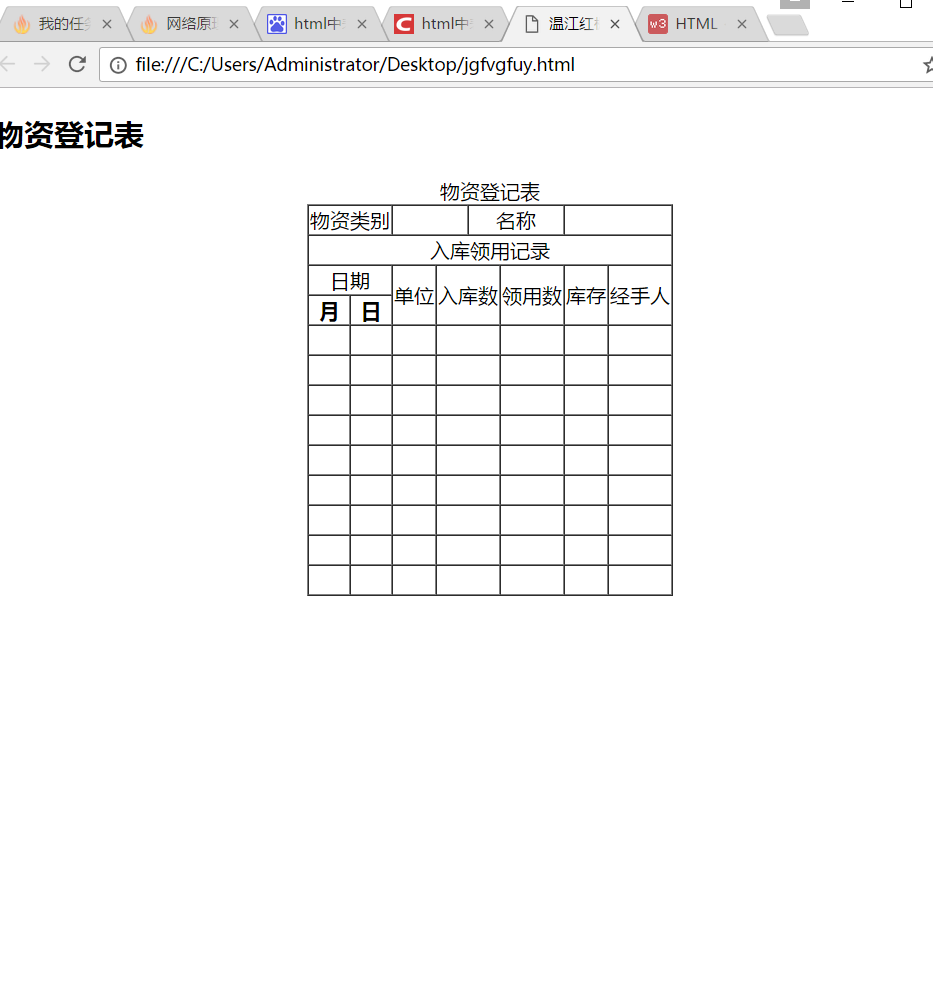 我的任 网络原 html中 html中 温江红 HTML
file:///C:/Users/Administrator/Desktop/jgfvgfuy.html
物资登记表
物资登记表
物资类别 名称
入库领用记录
日期 单位 入库数 领用数 库存 经手人
月 日